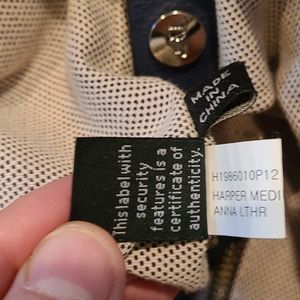 MADE
IN
CHINA
This label with
security
features is a
certificate of
authenticity.
H1986010P12
HARPER MEDI
ANNA LTHR